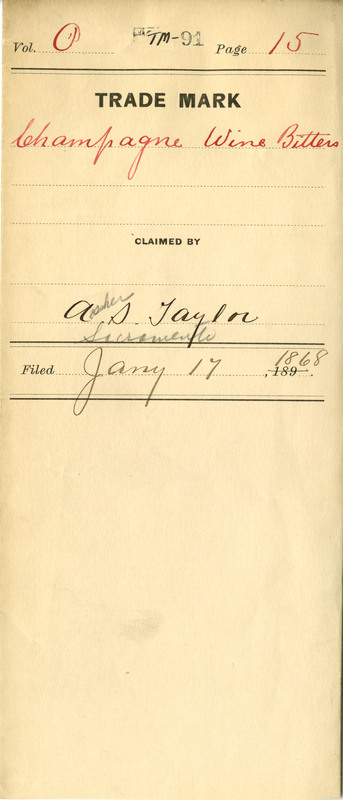 Vol. O TM-91 Page 15
TRADE MARK
Champagne Wine Bitters
CLAIMED BY
Asher S. Taylor
Sacramento
Filed Jany 17, 189 1868.